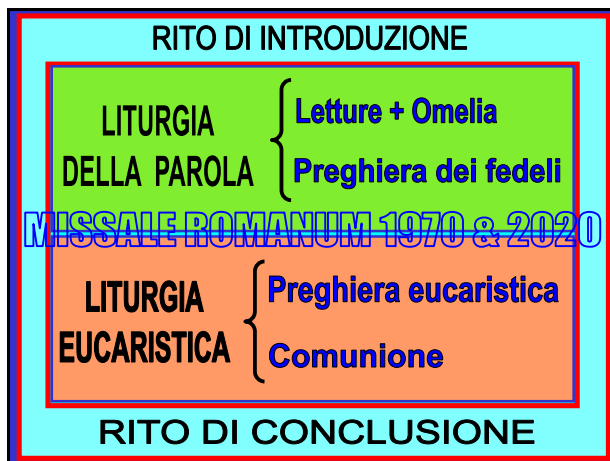 RITO DI INTRODUZIONE
LITURGIA
DELLA PAROLA
Letture + Omelia
Preghiera dei fedeli
MISSALE ROMANUM 1970 & 2020
LITURGIA
EUCARISTICA
Preghiera eucaristica
Comunione
RITO DI CONCLUSIONE